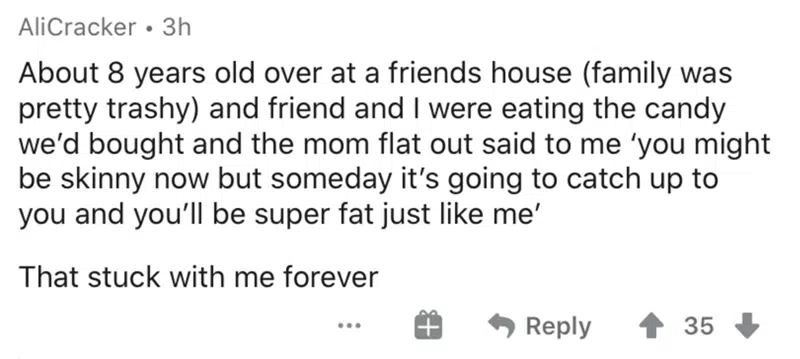 AliCracker • 3h
About 8 years old over at a friends house (family was
pretty trashy) and friend and I were eating the candy
we’d bought and the mom flat out said to me ‘you might
be skinny now but someday it’s going to catch up to
you and you’ll be super fat just like me’
That stuck with me forever
... Reply 35